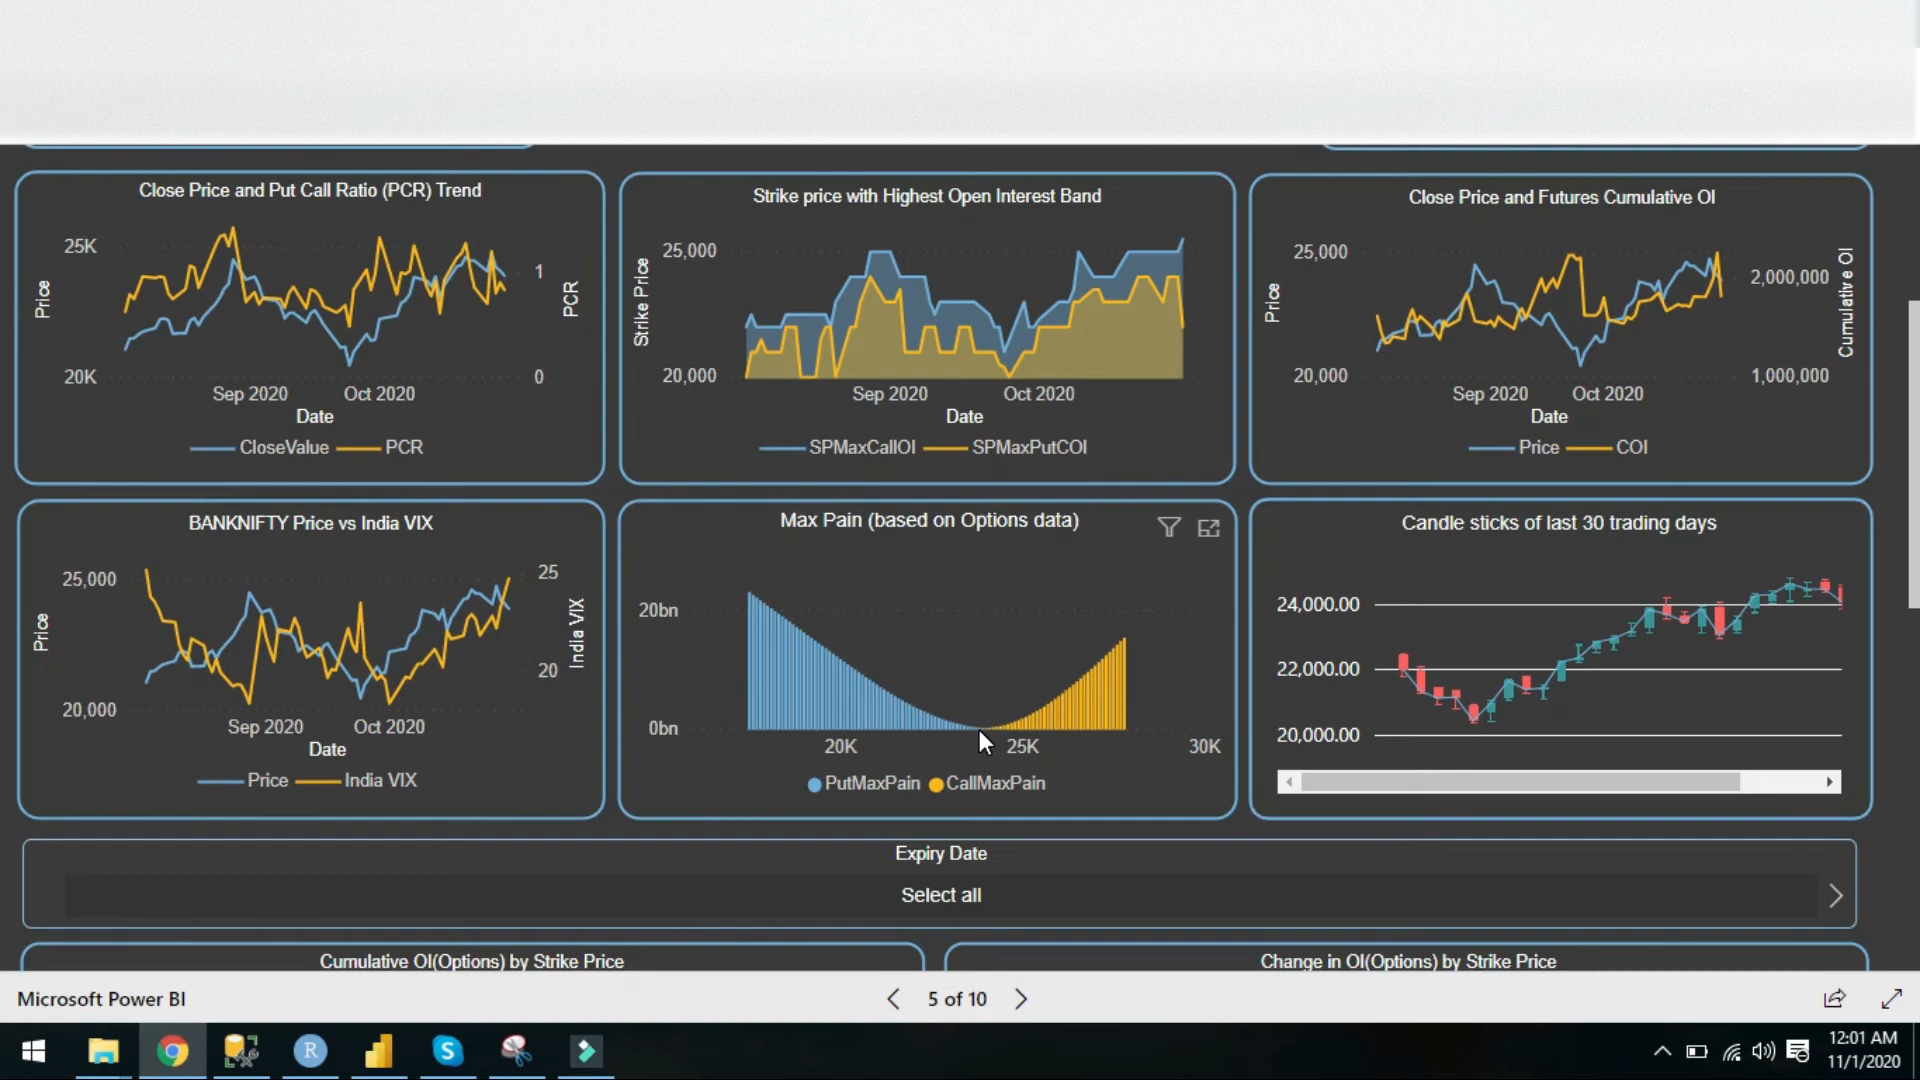 Close Price and Put Call Ratio (PCR) Trend
25K
20K
Price
1
0
PCR
Sep 2020 Oct 2020
Date
CloseValue PCR
Strike price with Highest Open Interest Band
25,000
20,000
Strike Price
Sep 2020 Oct 2020
Date
SPMaxCallOI SPMaxPutCOI
Close Price and Futures Cumulative OI
25,000
20,000
Price
2,000,000
1,000,000
Cumulative OI
Sep 2020 Oct 2020
Date
Price COI
BANKNIFTY Price vs India VIX
25,000
20,000
Price
25
20
India VIX
Sep 2020 Oct 2020
Date
Price India VIX
Max Pain (based on Options data)
20bn
0bn
20K 25K 30K
PutMaxPain CallMaxPain
Candle sticks of last 30 trading days
24,000.00
22,000.00
20,000.00
Expiry Date
Select all
Cumulative OI(Options) by Strike Price
Change in OI(Options) by Strike Price
Microsoft Power BI
5 of 10
R
S
12:01 AM
11/1/2020